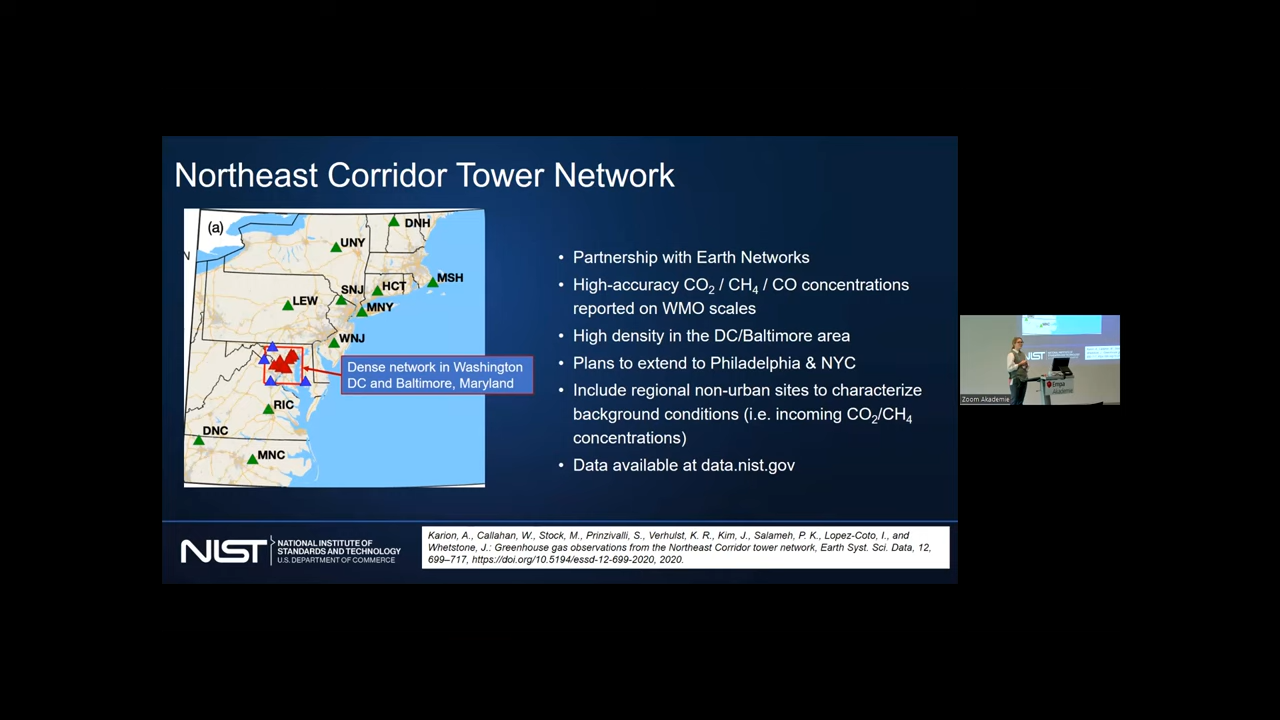 Northeast Corridor Tower Network
(a)
N
DNH
UNY
MSH
SNJ
HCT
LEW
MNY
WNJ
Dense network in Washington
DC and Baltimore, Maryland
RIC
DNC
MNC
• Partnership with Earth Networks
• High-accuracy CO2 / CH4 / CO concentrations
reported on WMO scales
• High density in the DC/Baltimore area
• Plans to extend to Philadelphia & NYC
• Include regional non-urban sites to characterize
background conditions (i.e. incoming CO2/CH4
concentrations)
• Data available at data.nist.gov
NIST
NATIONAL INSTITUTE OF
STANDARDS AND TECHNOLOGY
U.S. DEPARTMENT OF COMMERCE
Karion, A., Callahan, W., Stock, M., Prinzivalli, S., Verhulst, K. R., Kim, J., Salameh, P. K., Lopez-Coto, I., and
Whetstone, J.: Greenhouse gas observations from the Northeast Corridor tower network, Earth Syst. Sci. Data, 12,
699–717, https://doi.org/10.5194/essd-12-699-2020, 2020.
NIST
Empa
Akademie
Zoom Akademie